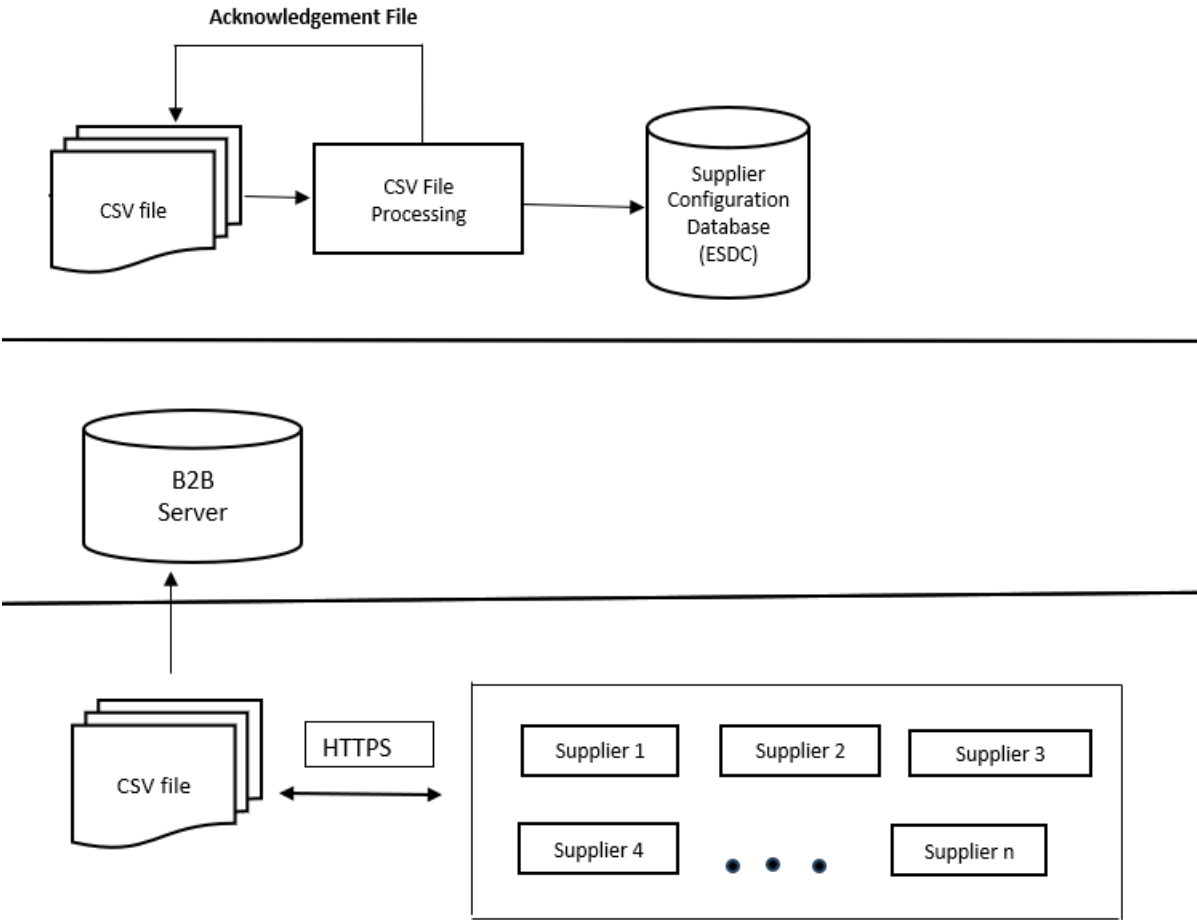 Acknowledgement File
CSV file
CSV File
Processing
Supplier
Configuration
Database
(ESDC)
B2B
Server
CSV file
HTTPS
Supplier 1
Supplier 2
Supplier 3
Supplier 4
Supplier n